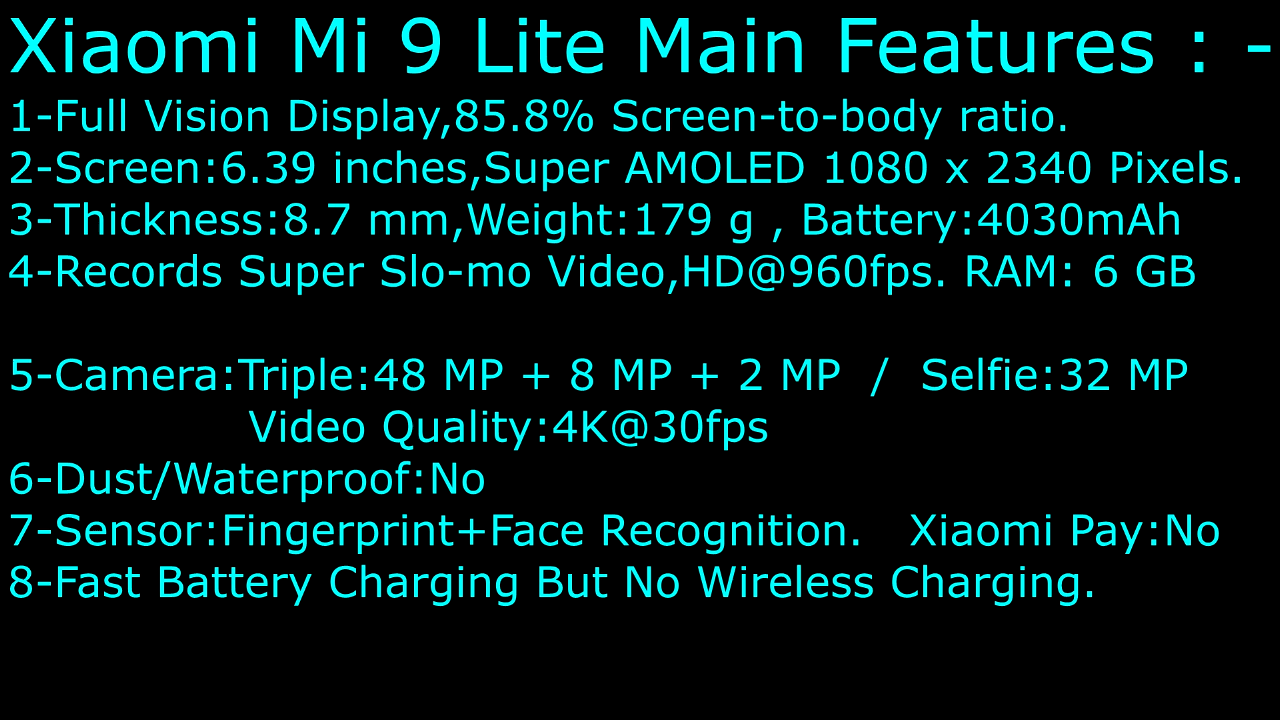 Xiaomi Mi 9 Lite Main Features : -
1-Full Vision Display,85.8% Screen-to-body ratio.
2-Screen:6.39 inches,Super AMOLED 1080 x 2340 Pixels.
3-Thickness:8.7 mm,Weight:179 g , Battery:4030mAh
4-Records Super Slo-mo Video,HD@960fps. RAM: 6 GB
5-Camera:Triple:48 MP + 8 MP + 2 MP  /  Selfie:32 MP
Video Quality:4K@30fps
6-Dust/Waterproof:No
7-Sensor:Fingerprint+Face Recognition.   Xiaomi Pay:No
8-Fast Battery Charging But No Wireless Charging.